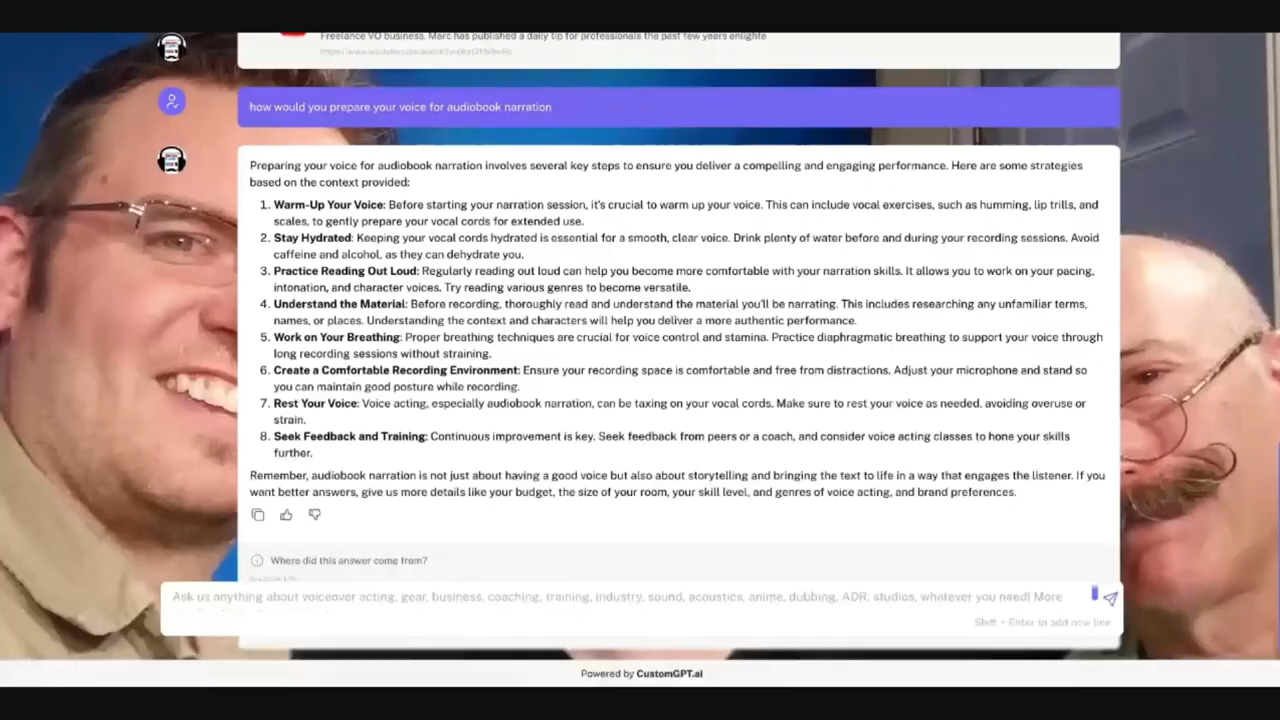 Freelance VO business. Marc has published a daily tip for professionals the past few years enlighte
how would you prepare your voice for audiobook narration
Preparing your voice for audiobook narration involves several key steps to ensure you deliver a compelling and engaging performance. Here are some strategies
based on the context provided:
1. Warm-Up Your Voice: Before starting your narration session, it's crucial to warm up your voice. This can include vocal exercises, such as humming, lip trills, and
scales, to gently prepare your vocal cords for extended use.
2. Stay Hydrated: Keeping your vocal cords hydrated is essential for a smooth, clear voice. Drink plenty of water before and during your recording sessions. Avoid
caffeine and alcohol, as they can dehydrate you.
3. Practice Reading Out Loud: Regularly reading out loud can help you become more comfortable with your narration skills. It allows you to work on your pacing,
intonation, and character voices. Try reading various genres to become versatile.
4. Understand the Material: Before recording, thoroughly read and understand the material you'll be narrating. This includes researching any unfamiliar terms,
names, or places. Understanding the context and characters will help you deliver a more authentic performance.
5. Work on Your Breathing: Proper breathing techniques are crucial for voice control and stamina. Practice diaphragmatic breathing to support your voice through
long recording sessions without straining.
6. Create a Comfortable Recording Environment: Ensure your recording space is comfortable and free from distractions. Adjust your microphone and stand so
you can maintain good posture while recording.
7. Rest Your Voice: Voice acting, especially audiobook narration, can be taxing on your vocal cords. Make sure to rest your voice as needed. avoiding overuse or
strain.
8. Seek Feedback and Training: Continuous improvement is key. Seek feedback from peers or a coach, and consider voice acting classes to hone your skills
further.
Remember, audiobook narration is not just about having a good voice but also about storytelling and bringing the text to life in a way that engages the listener. If you
want better answers, give us more details like your budget, the size of your room, your skill level, and genres of voice acting, and brand preferences.
Where did this answer come from?
Ask us anything about voiceover acting, gear, business, coaching, training, industry, sound, acoustics, anime, dubbing, ADR, studios, whatever you need! More
Shift + Enter to add new line
Powered by CustomGPT.ai